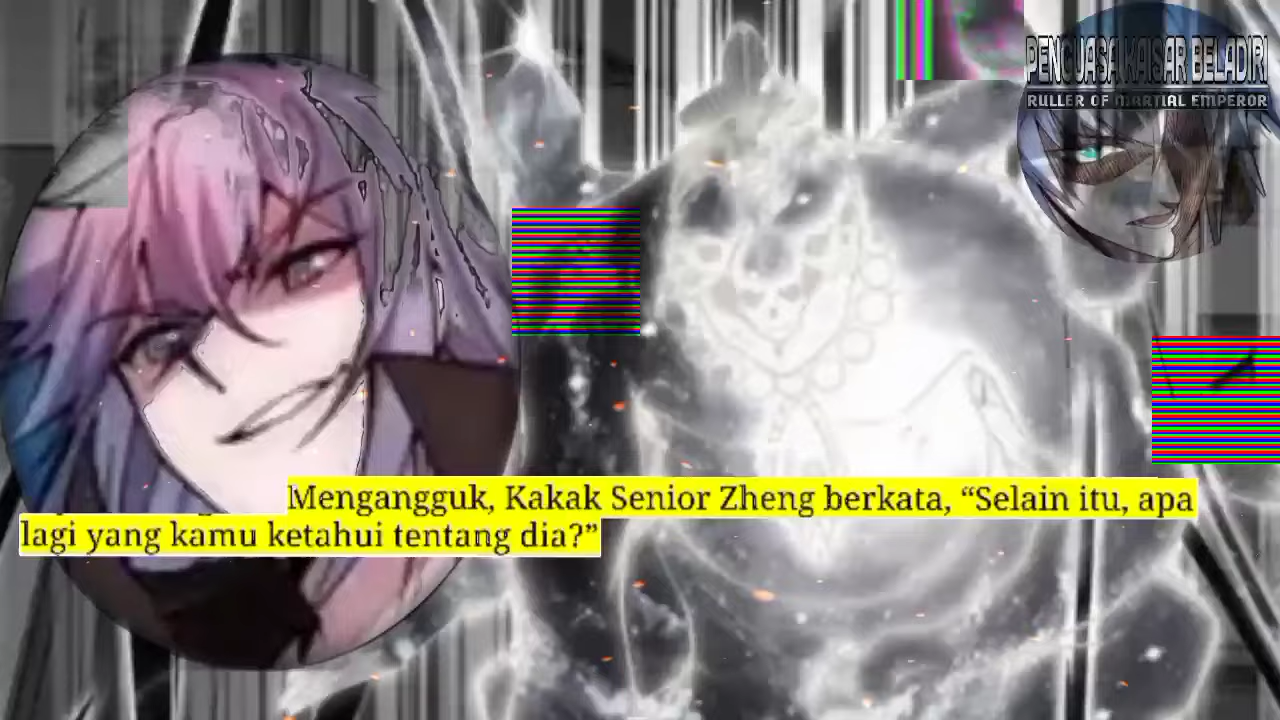 PENGUASA KAISAR BELADIRI
RULLER OF MARTIAL EMPEROR
Mengangguk, Kakak Senior Zheng berkata, “Selain itu, apa
lagi yang kamu ketahui tentang dia?”